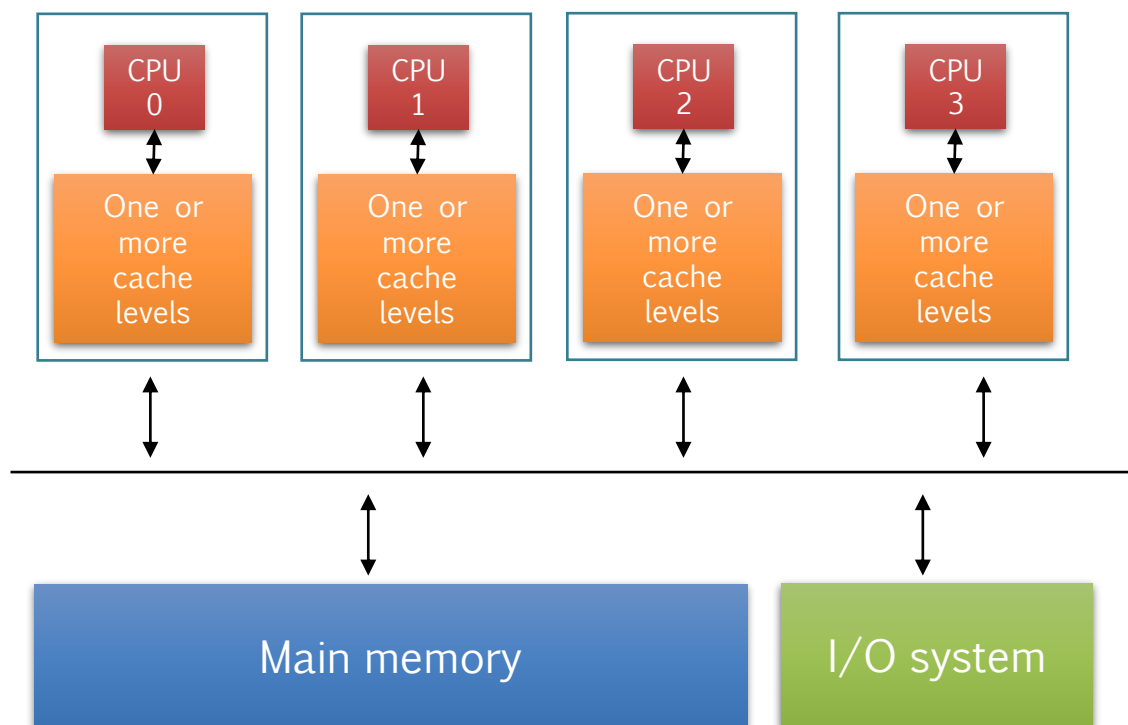 CPU
0
CPU
1
CPU
2
CPU
3
One or
more
cache
levels
One or
more
cache
levels
One or
more
cache
levels
One or
more
cache
levels
Main memory
I/O system